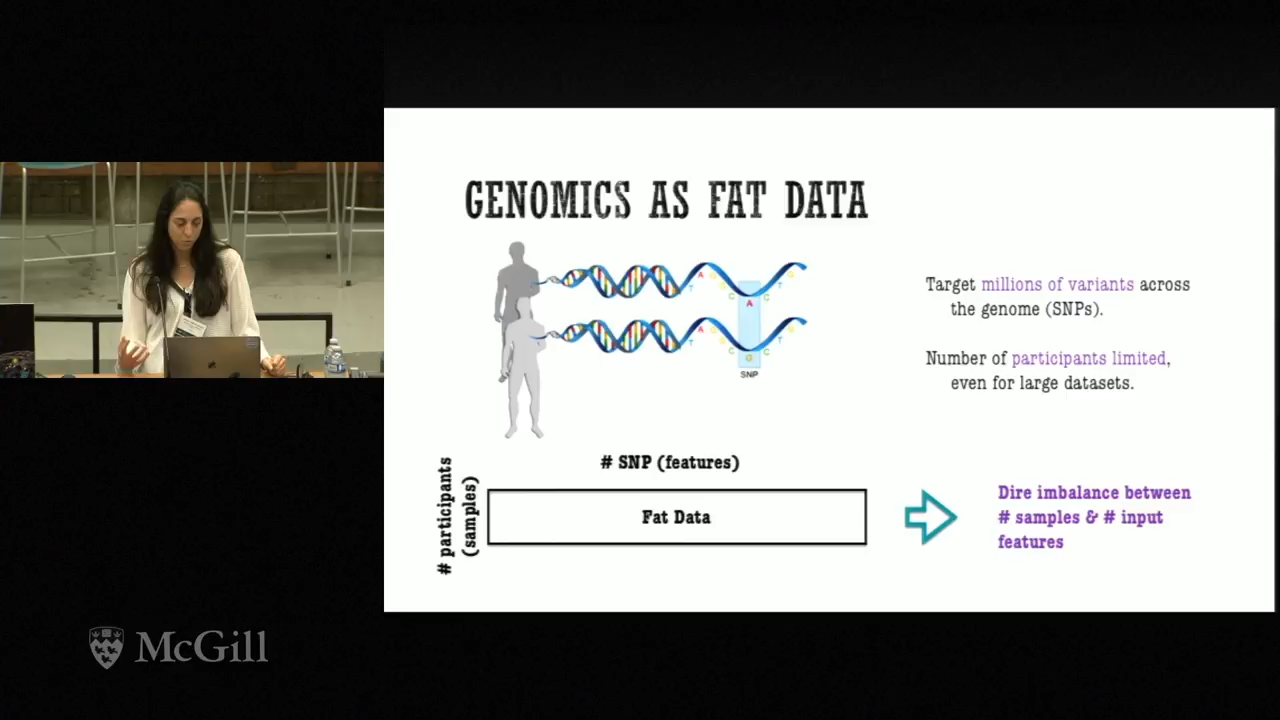 GENOMICS AS FAT DATA
SNP
Target millions of variants across
the genome (SNPs).
Number of participants limited,
even for large datasets.
# SNP (features)
# participants
(samples)
Fat Data
Dire imbalance between
# samples & # input
features
McGill